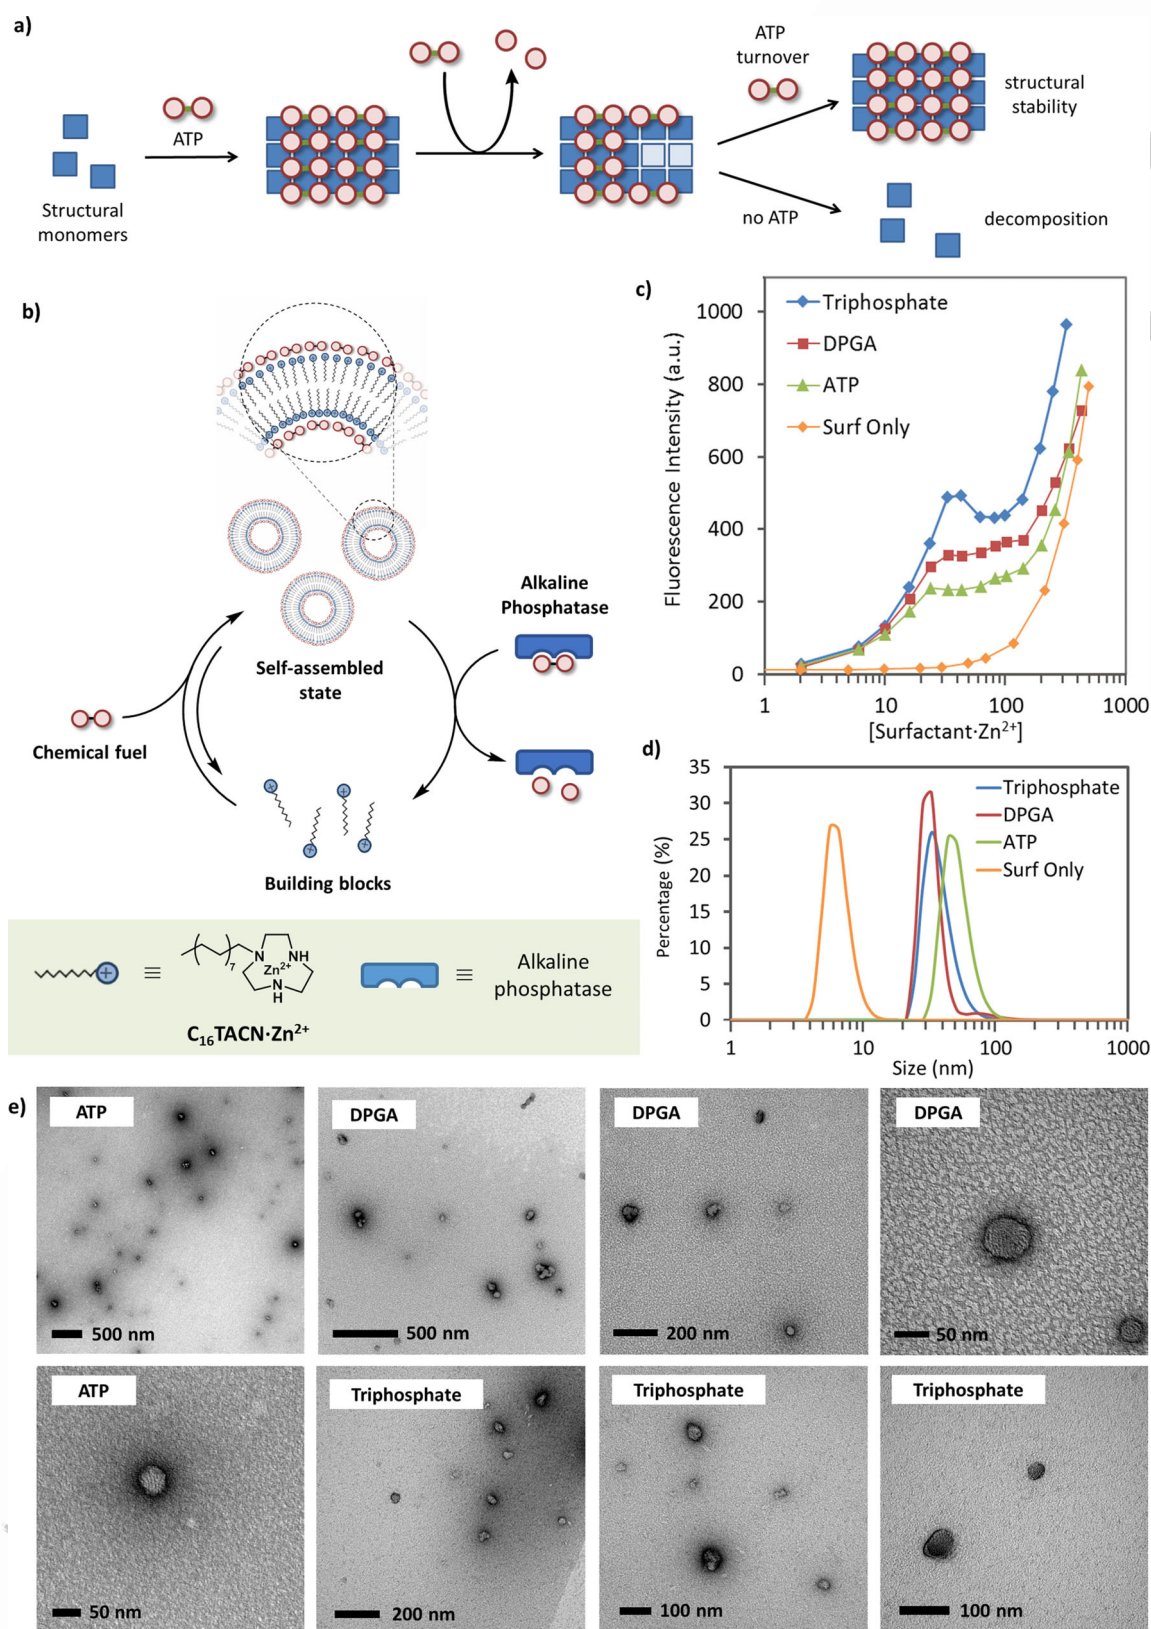 a)
ATP
Structural
monomers
ATP
turnover
structural
stability
no ATP
decomposition
b)
Alkaline
Phosphatase
Self-assembled
state
Chemical fuel
Building blocks
+
≡
7
N
NH
Zn²⁺
N
H
C₁₆TACN·Zn²⁺
≡
Alkaline
phosphatase
c)
Triphosphate
DPGA
ATP
Surf Only
Fluorescence Intensity (a.u.)
1000
800
600
400
200
0
1 10 100 1000
[Surfactant·Zn²⁺]
d)
Triphosphate
DPGA
ATP
Surf Only
Percentage (%)
35
30
25
20
15
10
5
0
1 10 100 1000
Size (nm)
e)
ATP
500 nm
DPGA
500 nm
DPGA
200 nm
DPGA
50 nm
ATP
50 nm
Triphosphate
200 nm
Triphosphate
100 nm
Triphosphate
100 nm